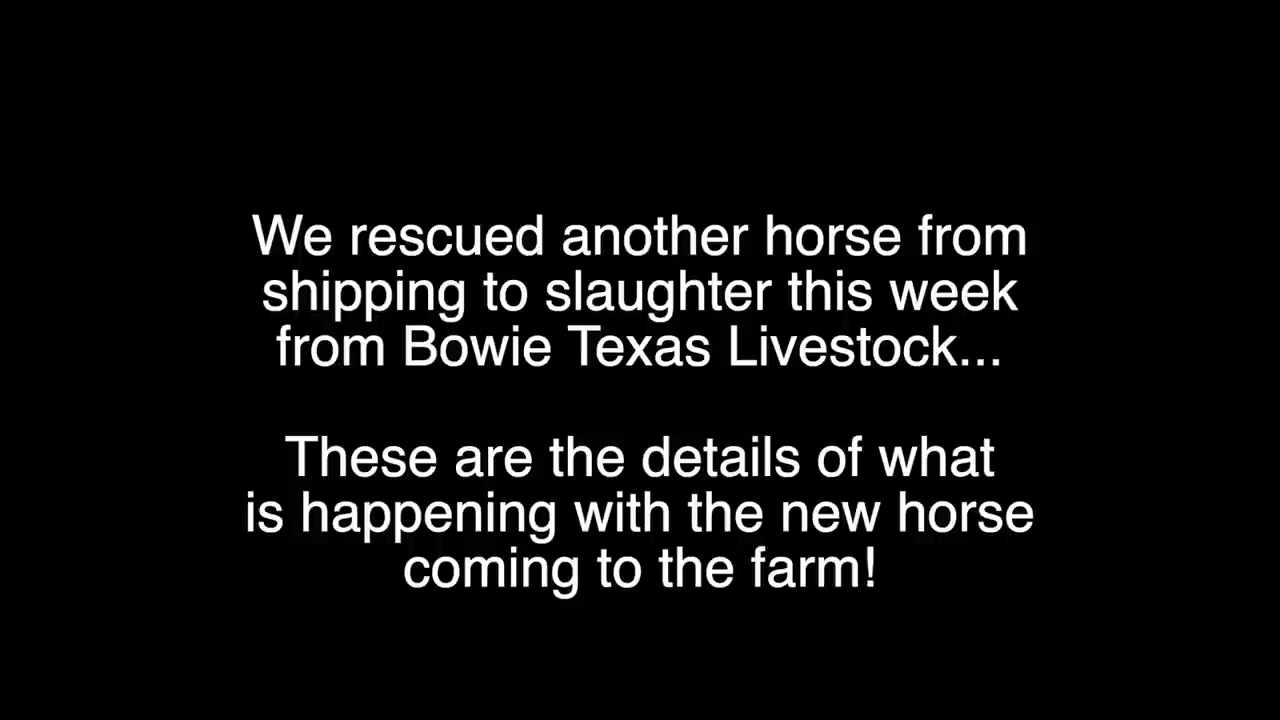 We rescued another horse from
shipping to slaughter this week
from Bowie Texas Livestock...
These are the details of what
is happening with the new horse
coming to the farm!